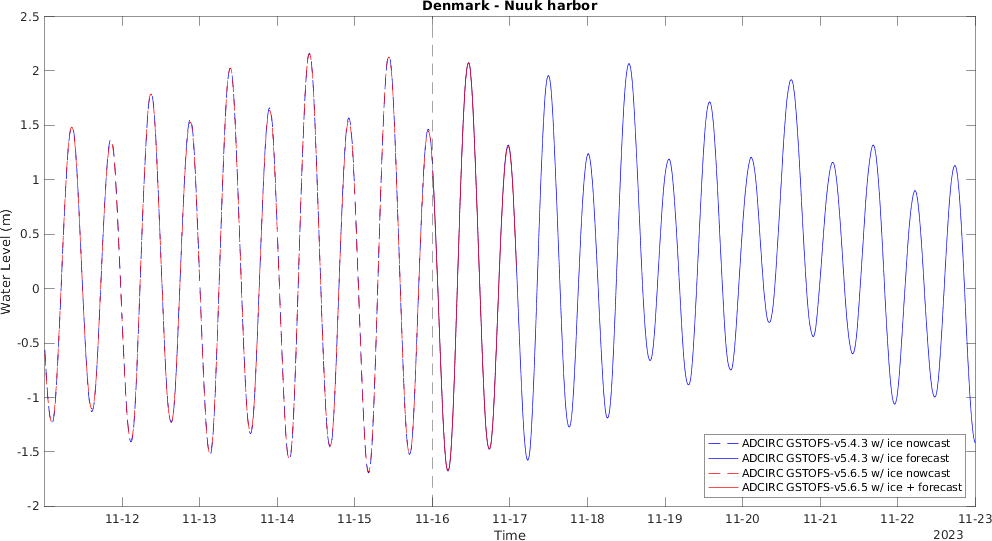 Denmark - Nuuk harbor
2.5
2
1.5
1
0.5
0
-0.5
-1
-1.5
-2
Water Level (m)
ADCIRC GSTOFS-v5.4.3 w/ ice nowcast
ADCIRC GSTOFS-v5.4.3 w/ ice forecast
ADCIRC GSTOFS-v5.6.5 w/ ice nowcast
ADCIRC GSTOFS-v5.6.5 w/ ice + forecast
11-12 11-13 11-14 11-15 11-16 11-17 11-18 11-19 11-20 11-21 11-22 11-23
Time
2023